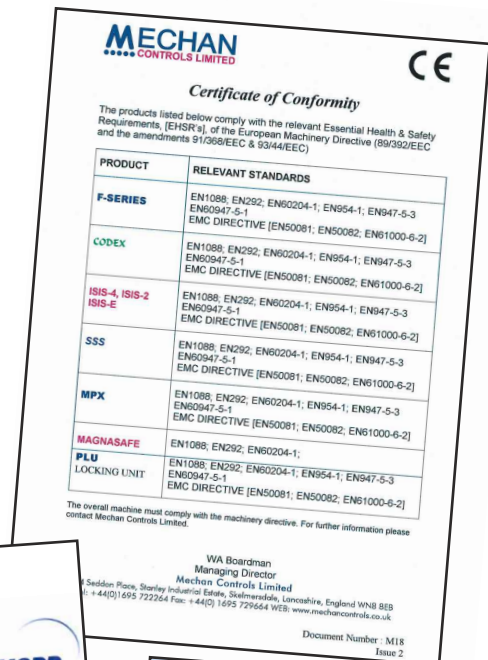 MECHAN
CONTROLS LIMITED
CE
Certificate of Conformity
The products listed below comply with the relevant Essential Health & Safety
Requirements, [EHSR's], of the European Machinery Directive (89/392/EEC
and the amendments 91/368/EEC & 93/44/EEC)
PRODUCT RELEVANT STANDARDS
F-SERIES EN1088; EN292; EN60204-1; EN954-1; EN947-5-3
EN60947-5-1
EMC DIRECTIVE [EN50081; EN50082; EN61000-6-2]
CODEX EN1088; EN292; EN60204-1; EN954-1; EN947-5-3
EN60947-5-1
EMC DIRECTIVE [EN50081; EN50082; EN61000-6-2]
ISIS-4, ISIS-2 EN1088; EN292; EN60204-1; EN954-1; EN947-5-3
ISIS-E EN60947-5-1
EMC DIRECTIVE [EN50081; EN50082; EN61000-6-2]
SSS EN1088; EN292; EN60204-1; EN954-1; EN947-5-3
EN60947-5-1
EMC DIRECTIVE [EN50081; EN50082; EN61000-6-2]
MPX EN1088; EN292; EN60204-1; EN954-1; EN947-5-3
EN60947-5-1
EMC DIRECTIVE [EN50081; EN50082; EN61000-6-2]
MAGNASAFE EN1088; EN292; EN60204-1;
PLU EN1088; EN292; EN60204-1; EN954-1; EN947-5-3
LOCKING UNIT EN60947-5-1
EMC DIRECTIVE [EN50081; EN50082; EN61000-6-2]
The overall machine must comply with the machinery directive. For further information please
contact Mechan Controls Limited.
WA Boardman
Managing Director
Mechan Controls Limited
Seddon Place, Stanley Industrial Estate, Skelmersdale, Lancashire, England WN8 8EB
+44(0)1695 722264 Fax: +44(0) 1695 729664 WEB: www.mechancontrols.co.uk
Document Number : M18
Issue 2